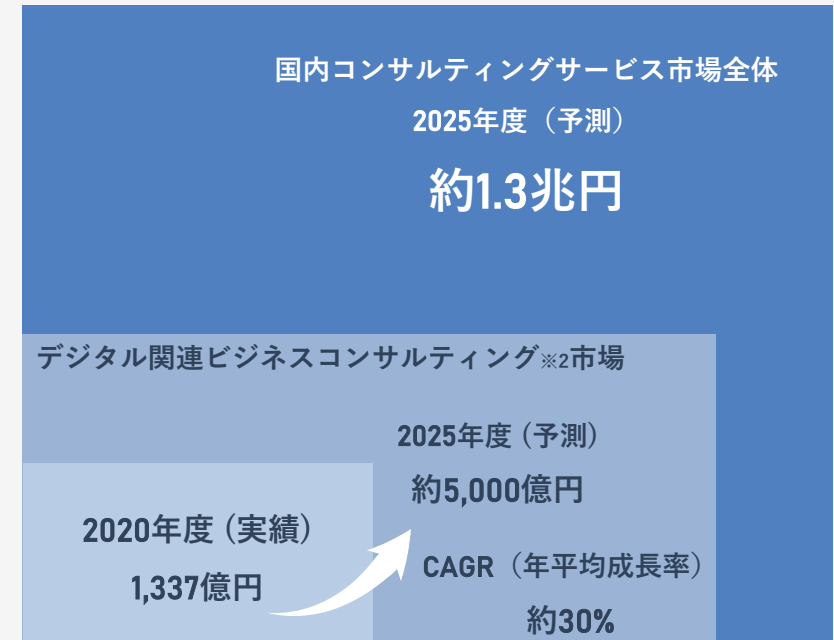 国内コンサルティングサービス市場全体
2025年度（予測）
約1.3兆円
デジタル関連ビジネスコンサルティング※2市場
2025年度（予測）
約5,000億円
2020年度（実績）
1,337億円
CAGR（年平均成長率）
約30%